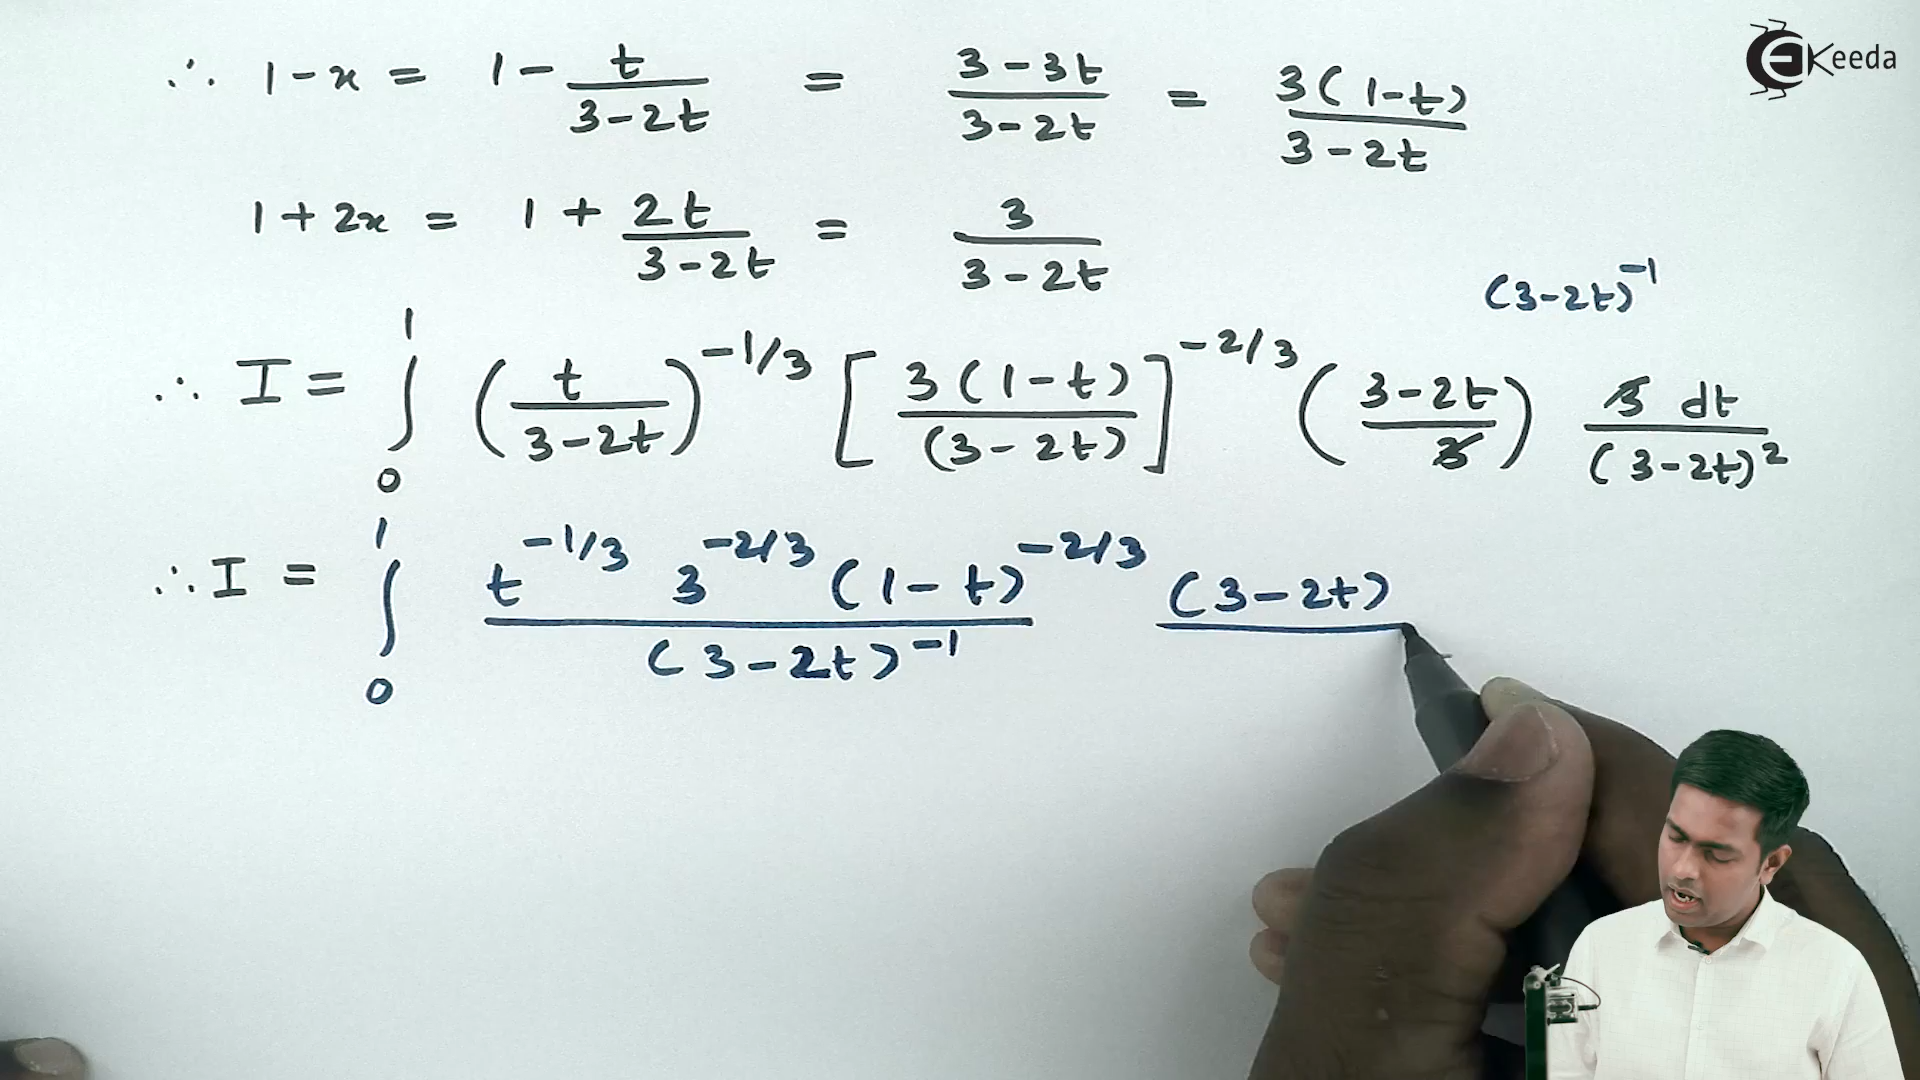 Keeda
∴ 1-x = 1 - t/(3-2t) = (3-3t)/(3-2t) = 3(1-t)/(3-2t)
1+2x = 1 + 2t/(3-2t) = 3/(3-2t)
(3-2t)^-1
∴ I = ∫₀¹ (t/(3-2t))^-1/3 [3(1-t)/(3-2t)]^-2/3 ((3-2t)/3) 3 dt/(3-2t)²
∴ I = ∫₀¹ t^-1/3 3^-2/3 (1-t)^-2/3/(3-2t)^-1 (3-2t)